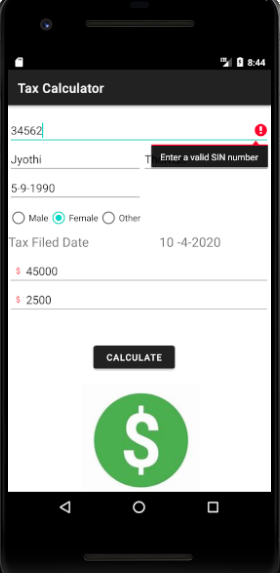 8:44
Tax Calculator
34562
Enter a valid SIN number
Jyothi
5-9-1990
Male Female Other
Tax Filed Date 10 -4-2020
$ 45000
$ 2500
CALCULATE
$